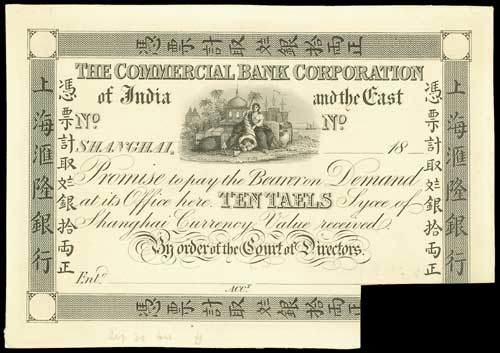 憑票計取紋銀拾両正
THE COMMERCIAL BANK CORPORATION
of India and the East
No. No.
SHANGHAI, 18
Promise to pay the Bearer on Demand
at its Office here, TEN TAELS Sycee of
Shanghai Currency Value received
By order of the Court of Directors.
Entd. ACCT.
憑票計取紋銀拾両正
上海滙隆銀行
憑票計取紋銀拾両正
憑票計取紋銀拾両正
上海滙隆銀行